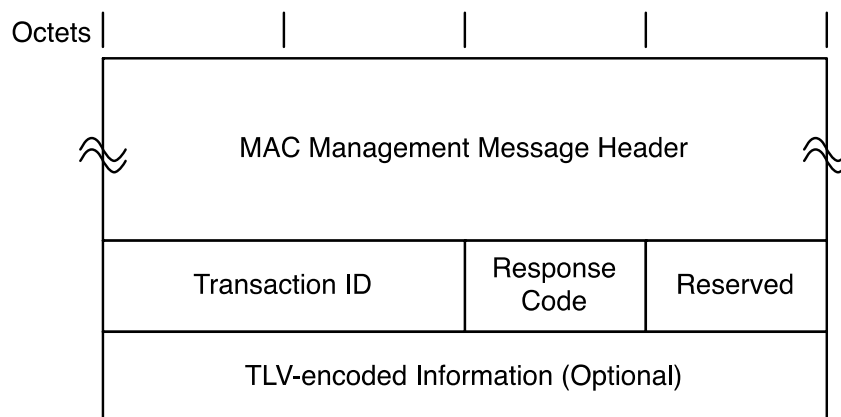 Octets
MAC Management Message Header
Transaction ID
Response
Code
Reserved
TLV-encoded Information (Optional)